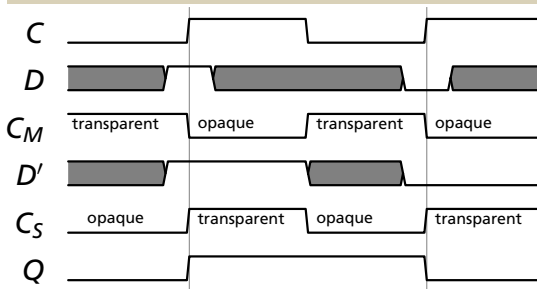 C
D
C_M transparent opaque transparent opaque
D′
C_S opaque transparent opaque transparent
Q